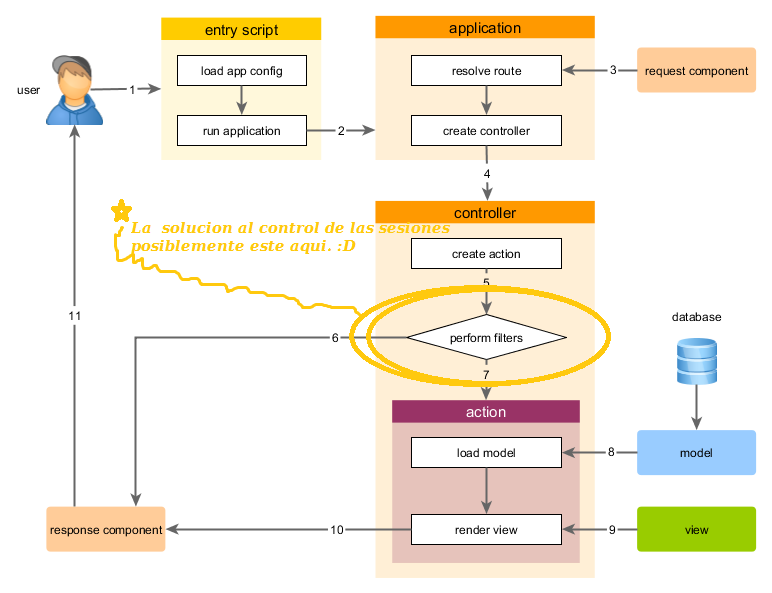 entry script
application
load app config
resolve route
3
request component
user
1
run application
2
create controller
4
controller
La solucion al control de las sesiones
posiblemente este aqui. :D
create action
5
11
database
6
perform filters
7
action
load model
8
model
response component
10
render view
9
view